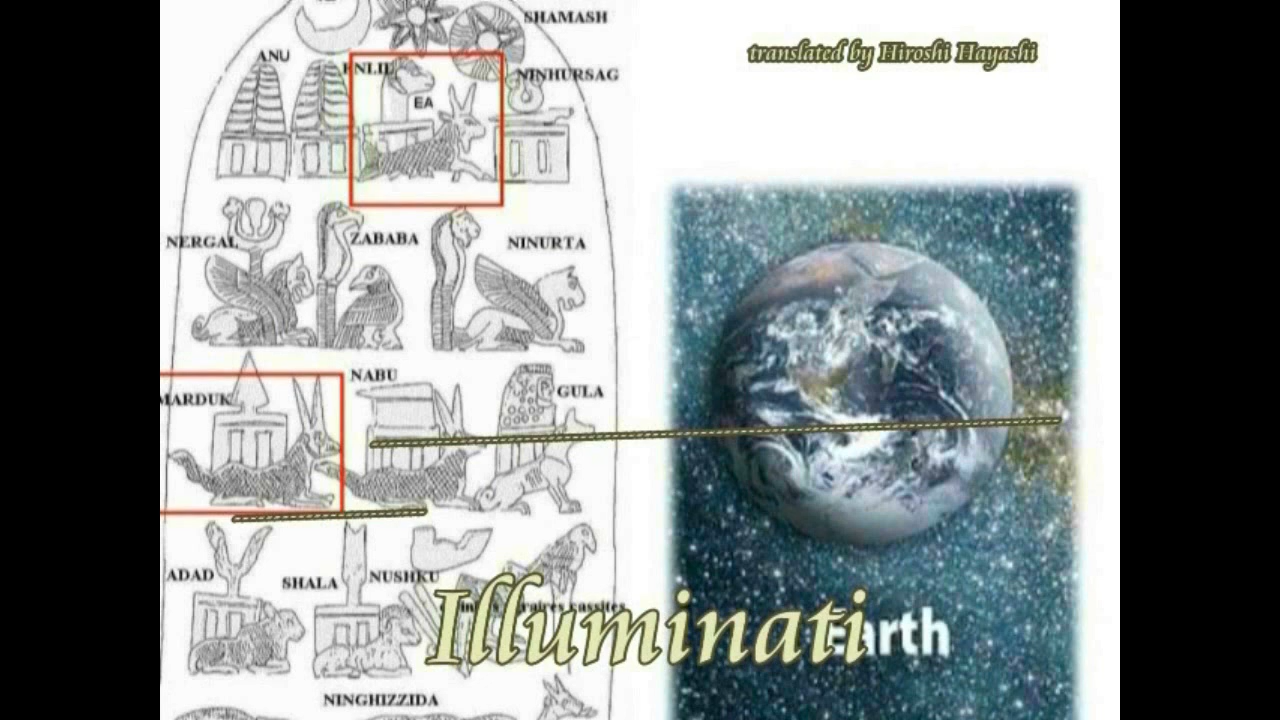 SHAMASH
ANU
ENLIL
NINHURSAG
EA
translated by Hiroshi Hayashi
NERGAL
ZABABA
NINURTA
MARDUK
NABU
GULA
ADAD
SHALA
NUSHKU
cassites
Illuminati
Earth
NINGHIZZIDA